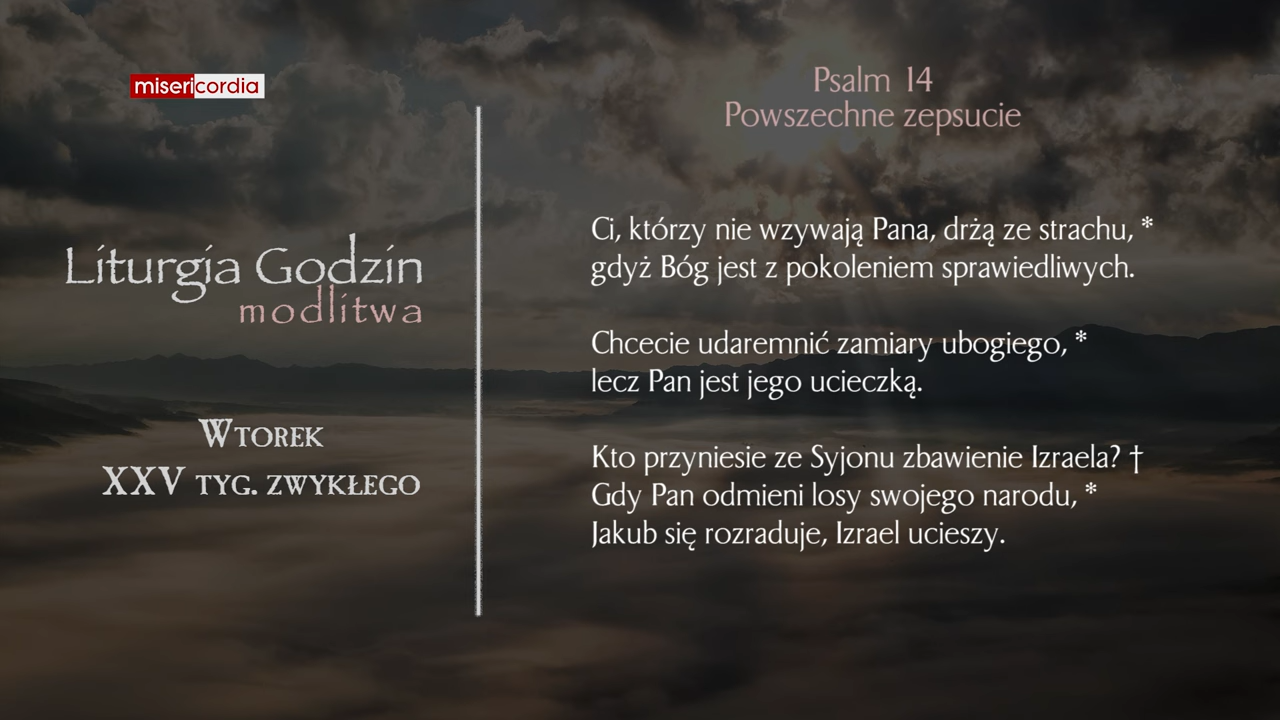 misericordia
Liturgia Godzin
modlitwa
Wtorek
XXV tyg. zwykłego
Psalm 14
Powszechne zepsucie
Ci, którzy nie wzywają Pana, drżą ze strachu, *
gdyż Bóg jest z pokoleniem sprawiedliwych.
Chcecie udaremnić zamiary ubogiego, *
lecz Pan jest jego ucieczką.
Kto przyniesie ze Syjonu zbawienie Izraela? †
Gdy Pan odmieni losy swojego narodu, *
Jakub się rozraduje, Izrael ucieszy.